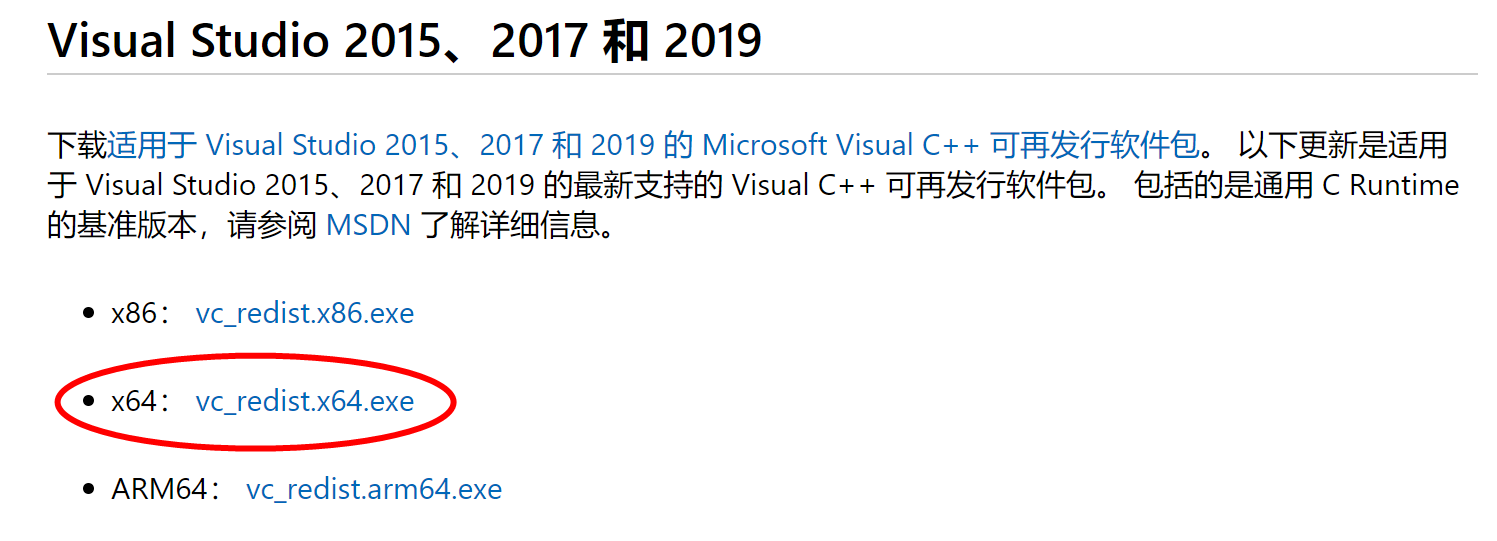 Visual Studio 2015、2017 和 2019
下载适用于 Visual Studio 2015、2017 和 2019 的 Microsoft Visual C++ 可再发行软件包。 以下更新是适用
于 Visual Studio 2015、2017 和 2019 的最新支持的 Visual C++ 可再发行软件包。 包括的是通用 C Runtime
的基准版本，请参阅 MSDN 了解详细信息。
• x86： vc_redist.x86.exe
• x64： vc_redist.x64.exe
• ARM64： vc_redist.arm64.exe